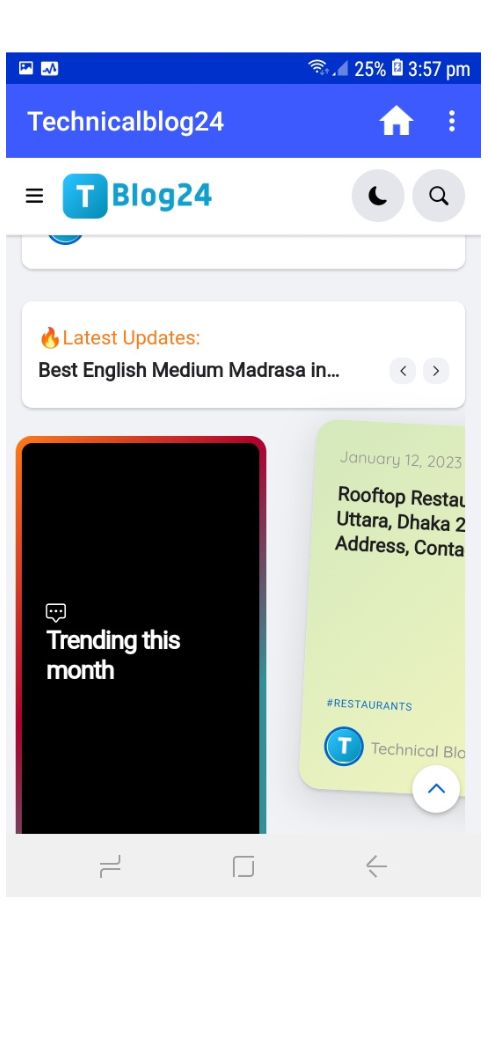 25% 3:57 pm
Technicalblog24
T Blog24
🔥Latest Updates:
Best English Medium Madrasa in...
January 12, 2023
Rooftop Restau
Uttara, Dhaka 2
Address, Conta
Trending this
month
#RESTAURANTS
T Technical Blo